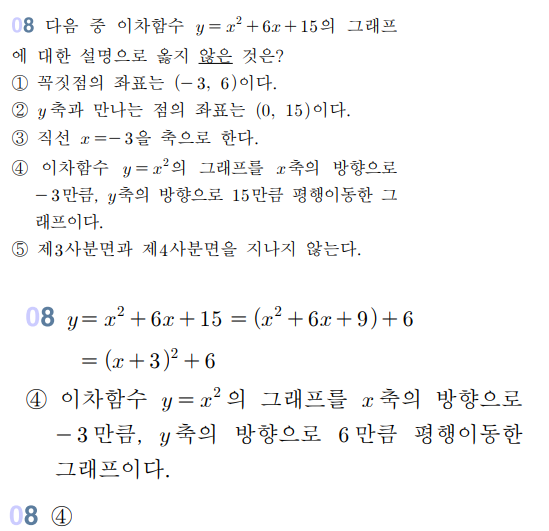 08 다음 중 이차함수 y=x²+6x+15의 그래프
에 대한 설명으로 옳지 않은 것은?
① 꼭짓점의 좌표는 (-3, 6)이다.
② y축과 만나는 점의 좌표는 (0, 15)이다.
③ 직선 x=-3을 축으로 한다.
④ 이차함수 y=x²의 그래프를 x축의 방향으로
-3만큼, y축의 방향으로 15만큼 평행이동한 그
래프이다.
⑤ 제3사분면과 제4사분면을 지나지 않는다.
08 y=x²+6x+15=(x²+6x+9)+6
=(x+3)²+6
④ 이차함수 y=x²의 그래프를 x축의 방향으로
-3만큼, y축의 방향으로 6만큼 평행이동한
그래프이다.
08 ④